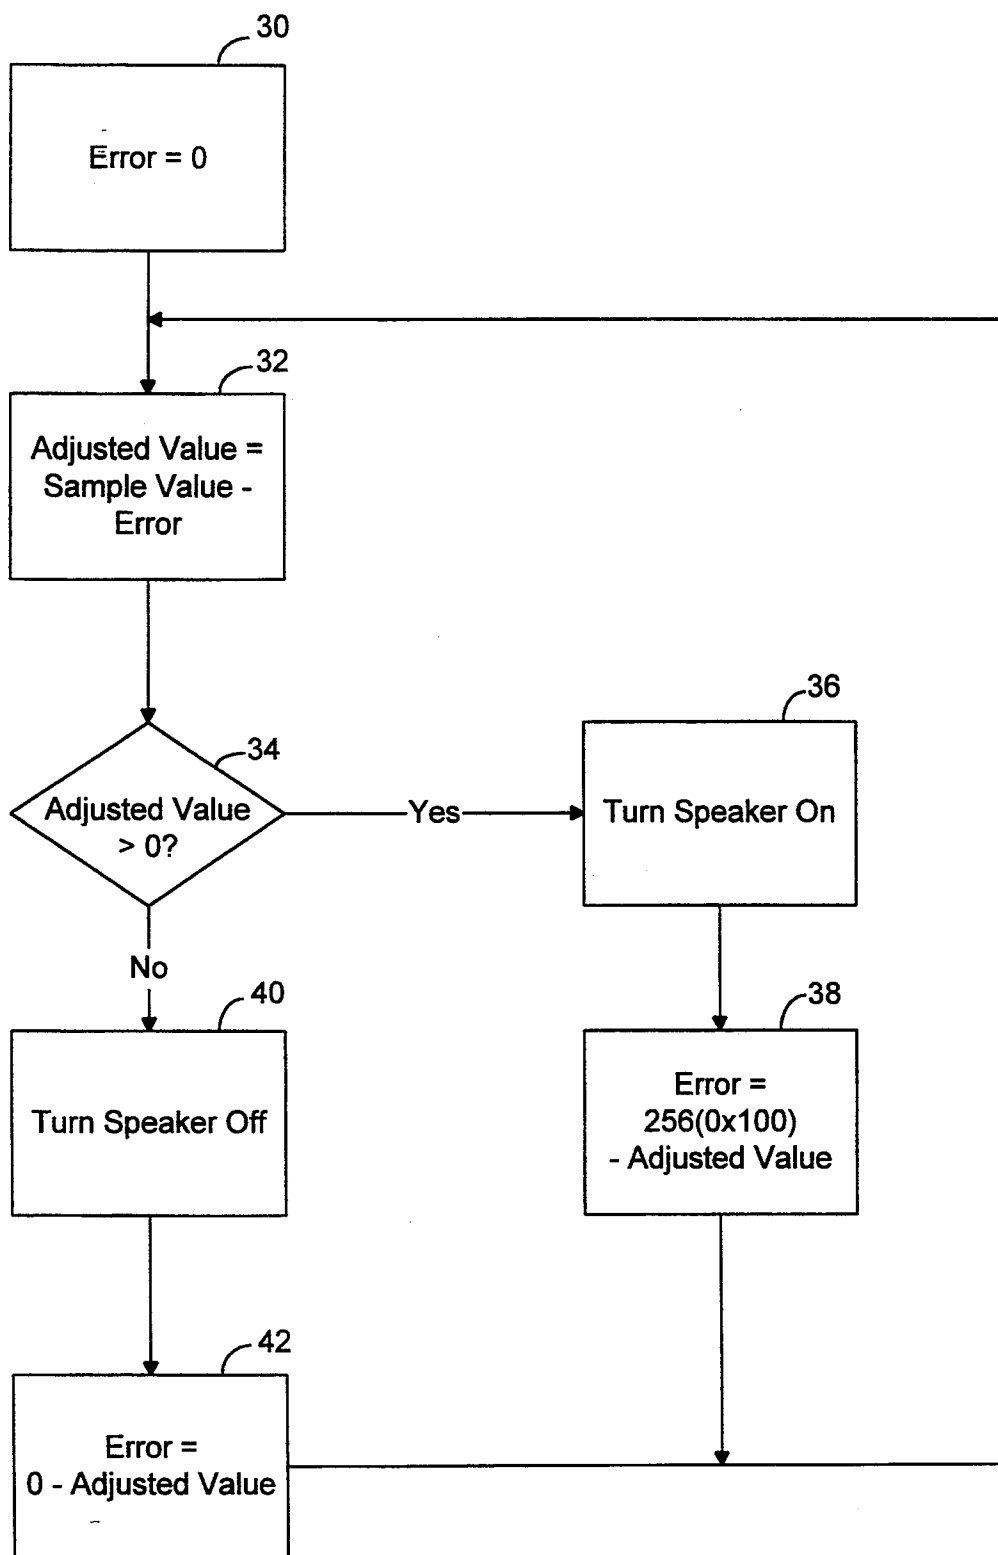 30
Error = 0
32
Adjusted Value =
Sample Value -
Error
34
Adjusted Value
> 0?
Yes
36
Turn Speaker On
No
40
Turn Speaker Off
38
Error =
256(0x100)
- Adjusted Value
42
Error =
0 - Adjusted Value